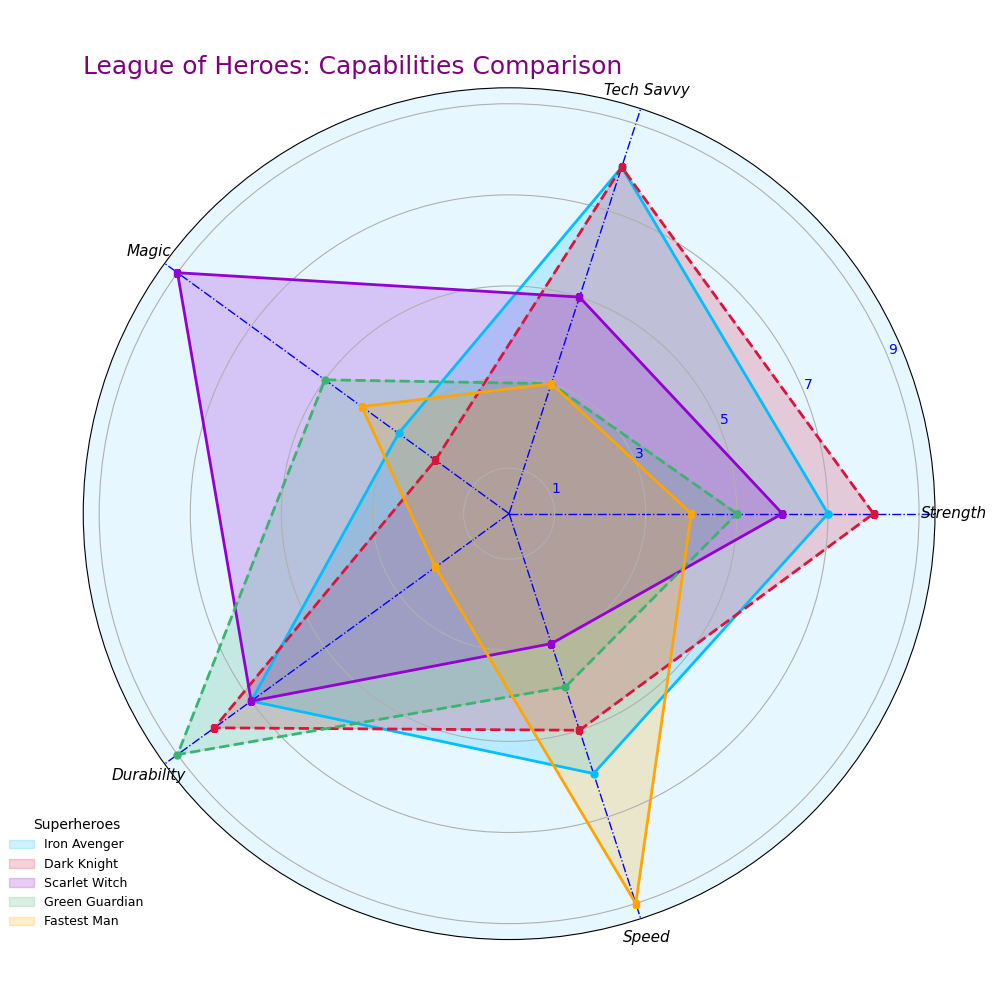 League of Heroes: Capabilities Comparison
Tech Savvy
Magic
9
7
5
3
1
Strength
Durability
Speed
Superheroes
Iron Avenger
Dark Knight
Scarlet Witch
Green Guardian
Fastest Man